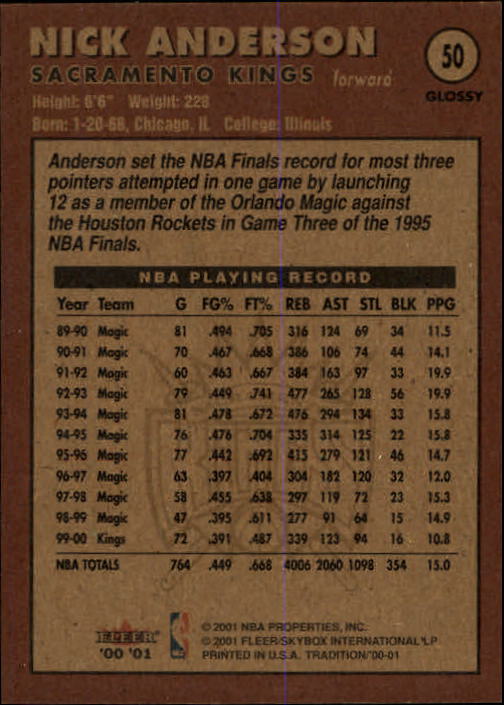 NICK ANDERSON
50
SACRAMENTO KINGS forward
GLOSSY
Height: 6'6" Weight: 228
Born: 1-20-68, Chicago, IL College: Illinois
Anderson set the NBA Finals record for most three
pointers attempted in one game by launching
12 as a member of the Orlando Magic against
the Houston Rockets in Game Three of the 1995
NBA Finals.
NBA PLAYING RECORD
Year Team G FG% FT% REB AST STL BLK PPG
89-90 Magic 81 .494 .705 316 124 69 34 11.5
90-91 Magic 70 .467 .668 386 106 74 44 14.1
91-92 Magic 60 .463 .667 384 163 97 33 19.9
92-93 Magic 79 .449 .741 477 265 128 56 19.9
93-94 Magic 81 .478 .672 476 294 134 33 15.8
94-95 Magic 76 .476 .704 335 314 125 22 15.8
95-96 Magic 77 .442 .692 415 279 121 46 14.7
96-97 Magic 63 .397 .404 304 182 120 32 12.0
97-98 Magic 58 .455 .638 297 119 72 23 15.3
98-99 Magic 47 .395 .611 277 91 64 15 14.9
99-00 Kings 72 .391 .487 339 123 94 16 10.8
NBA TOTALS 764 .449 .668 4006 2060 1098 354 15.0
FLEER
'00 '01
© 2001 NBA PROPERTIES, INC.
© 2001 FLEER/SKYBOX INTERNATIONAL LP
PRINTED IN U.S.A. TRADITION/'00-01